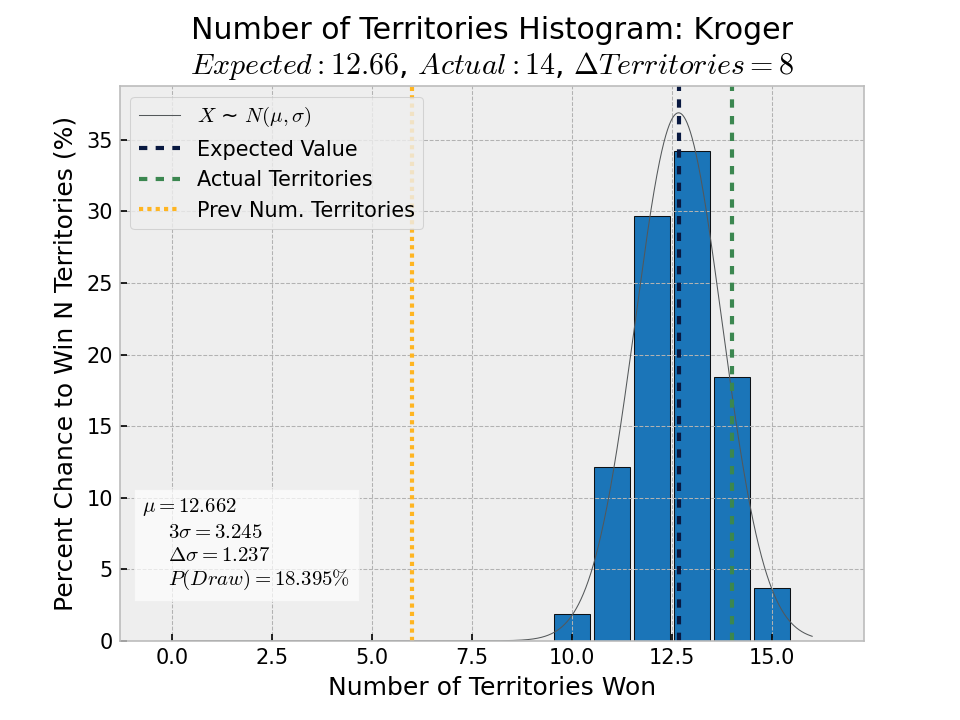 Number of Territories Histogram: Kroger
Expected : 12.66, Actual : 14, ΔTerritories = 8
Percent Chance to Win N Territories (%)
35
30
25
20
15
10
5
0
X ~ N(μ, σ)
Expected Value
Actual Territories
Prev Num. Territories
μ = 12.662
3σ = 3.245
Δσ = 1.237
P(Draw) = 18.395%
0.0 2.5 5.0 7.5 10.0 12.5 15.0
Number of Territories Won